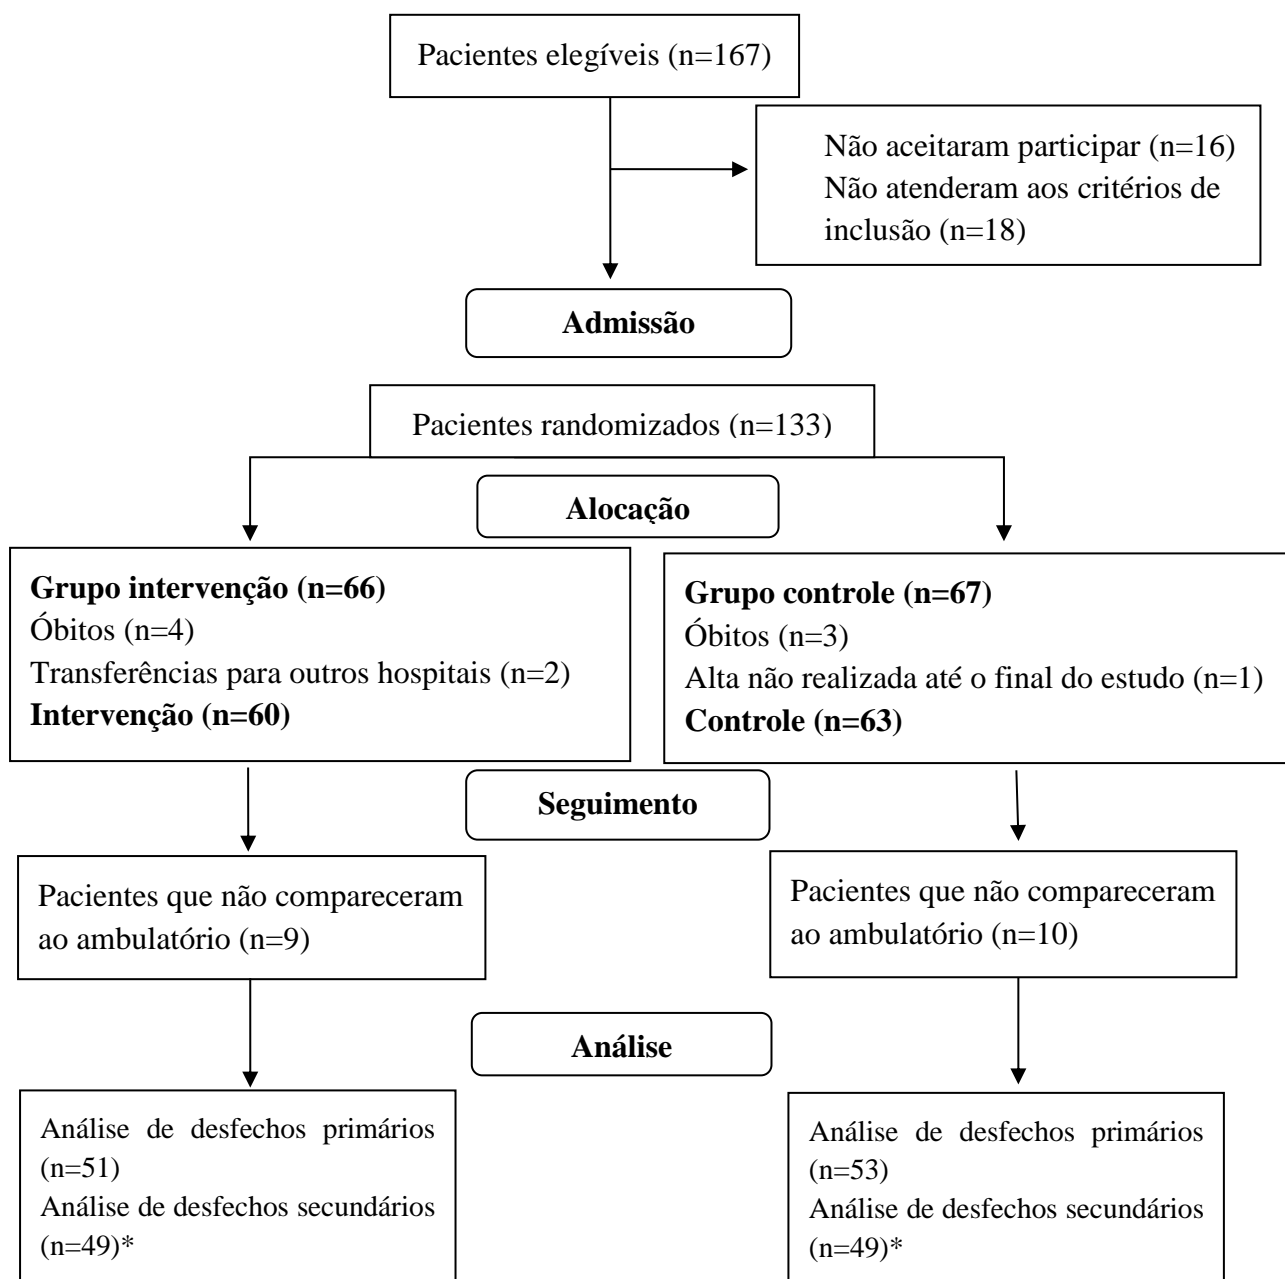 Pacientes elegíveis (n=167)
Não aceitaram participar (n=16)
Não atenderam aos critérios de
inclusão (n=18)
Admissão
Pacientes randomizados (n=133)
Alocação
Grupo intervenção (n=66)
Óbitos (n=4)
Transferências para outros hospitais (n=2)
Intervenção (n=60)
Grupo controle (n=67)
Óbitos (n=3)
Alta não realizada até o final do estudo (n=1)
Controle (n=63)
Seguimento
Pacientes que não compareceram
ao ambulatório (n=9)
Pacientes que não compareceram
ao ambulatório (n=10)
Análise
Análise de desfechos primários
(n=51)
Análise de desfechos secundários
(n=49)*
Análise de desfechos primários
(n=53)
Análise de desfechos secundários
(n=49)*